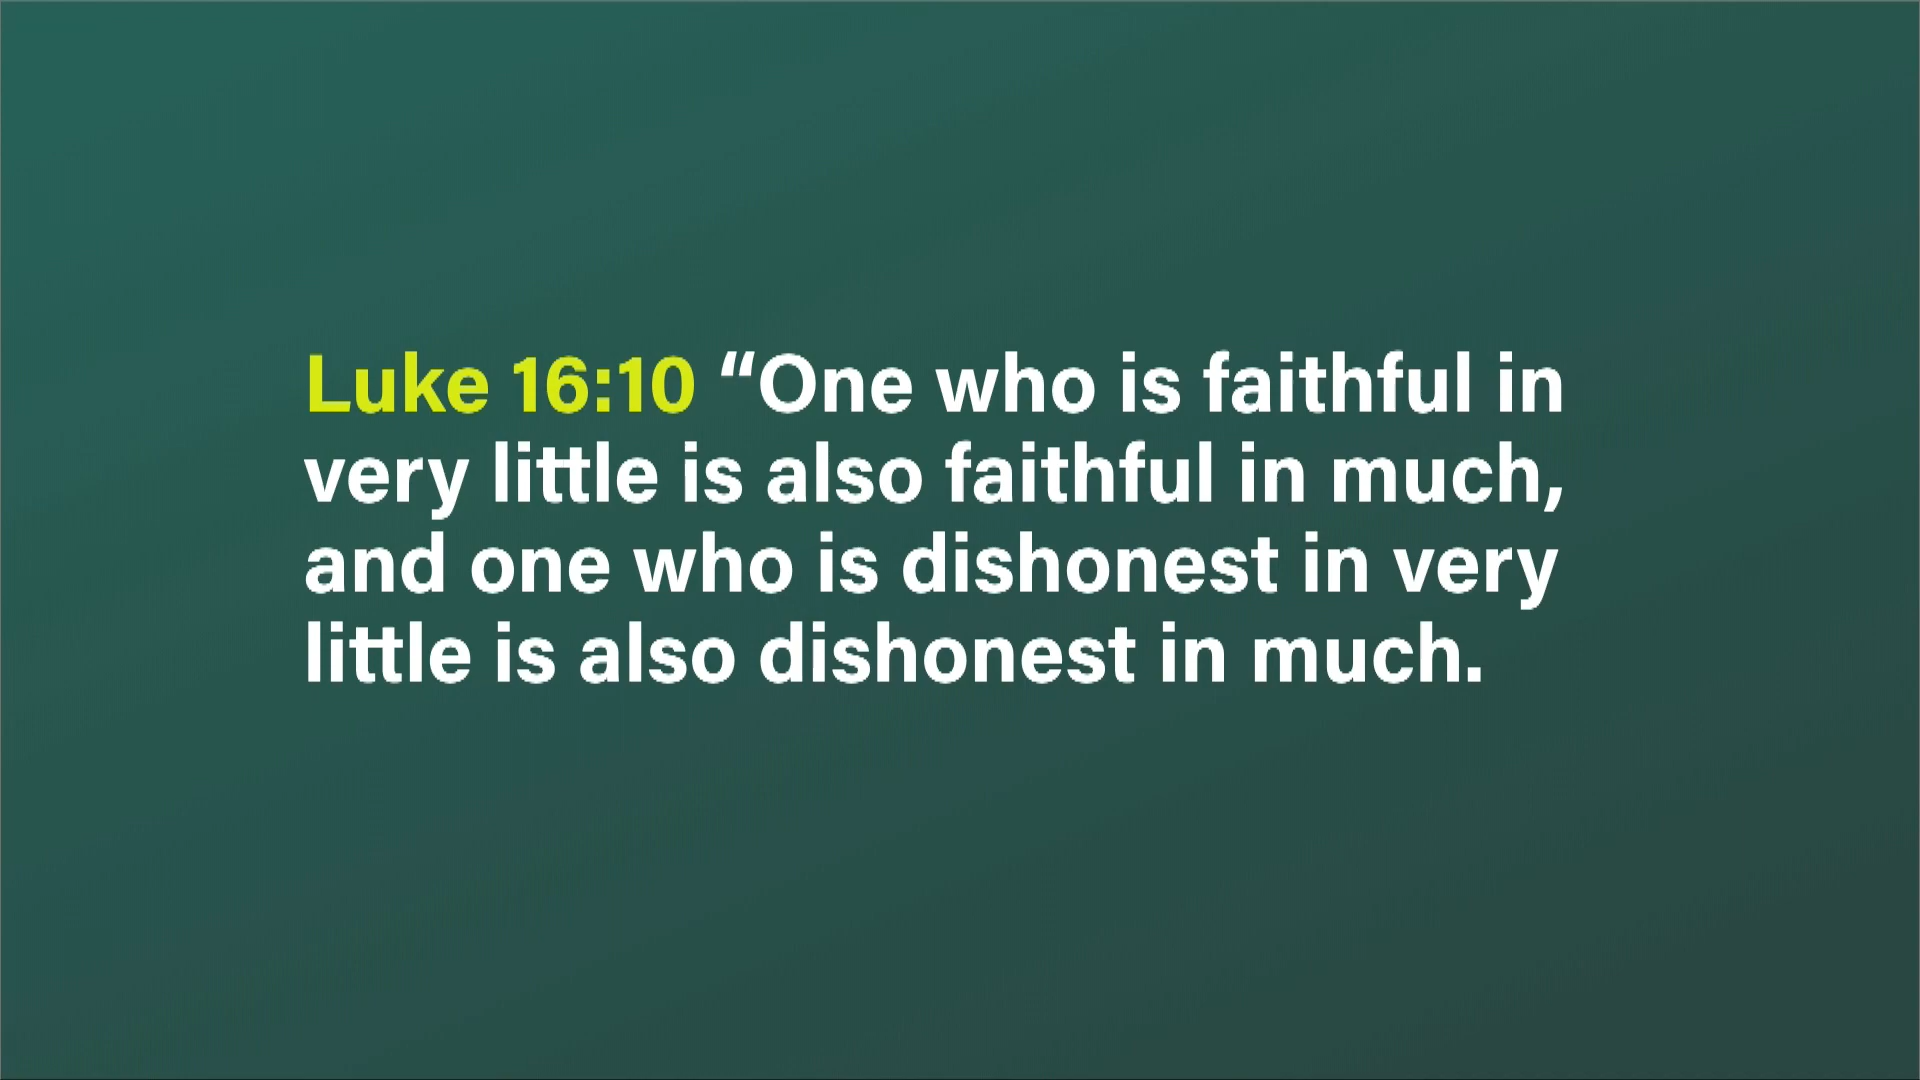 Luke 16:10 “One who is faithful in
very little is also faithful in much,
and one who is dishonest in very
little is also dishonest in much.